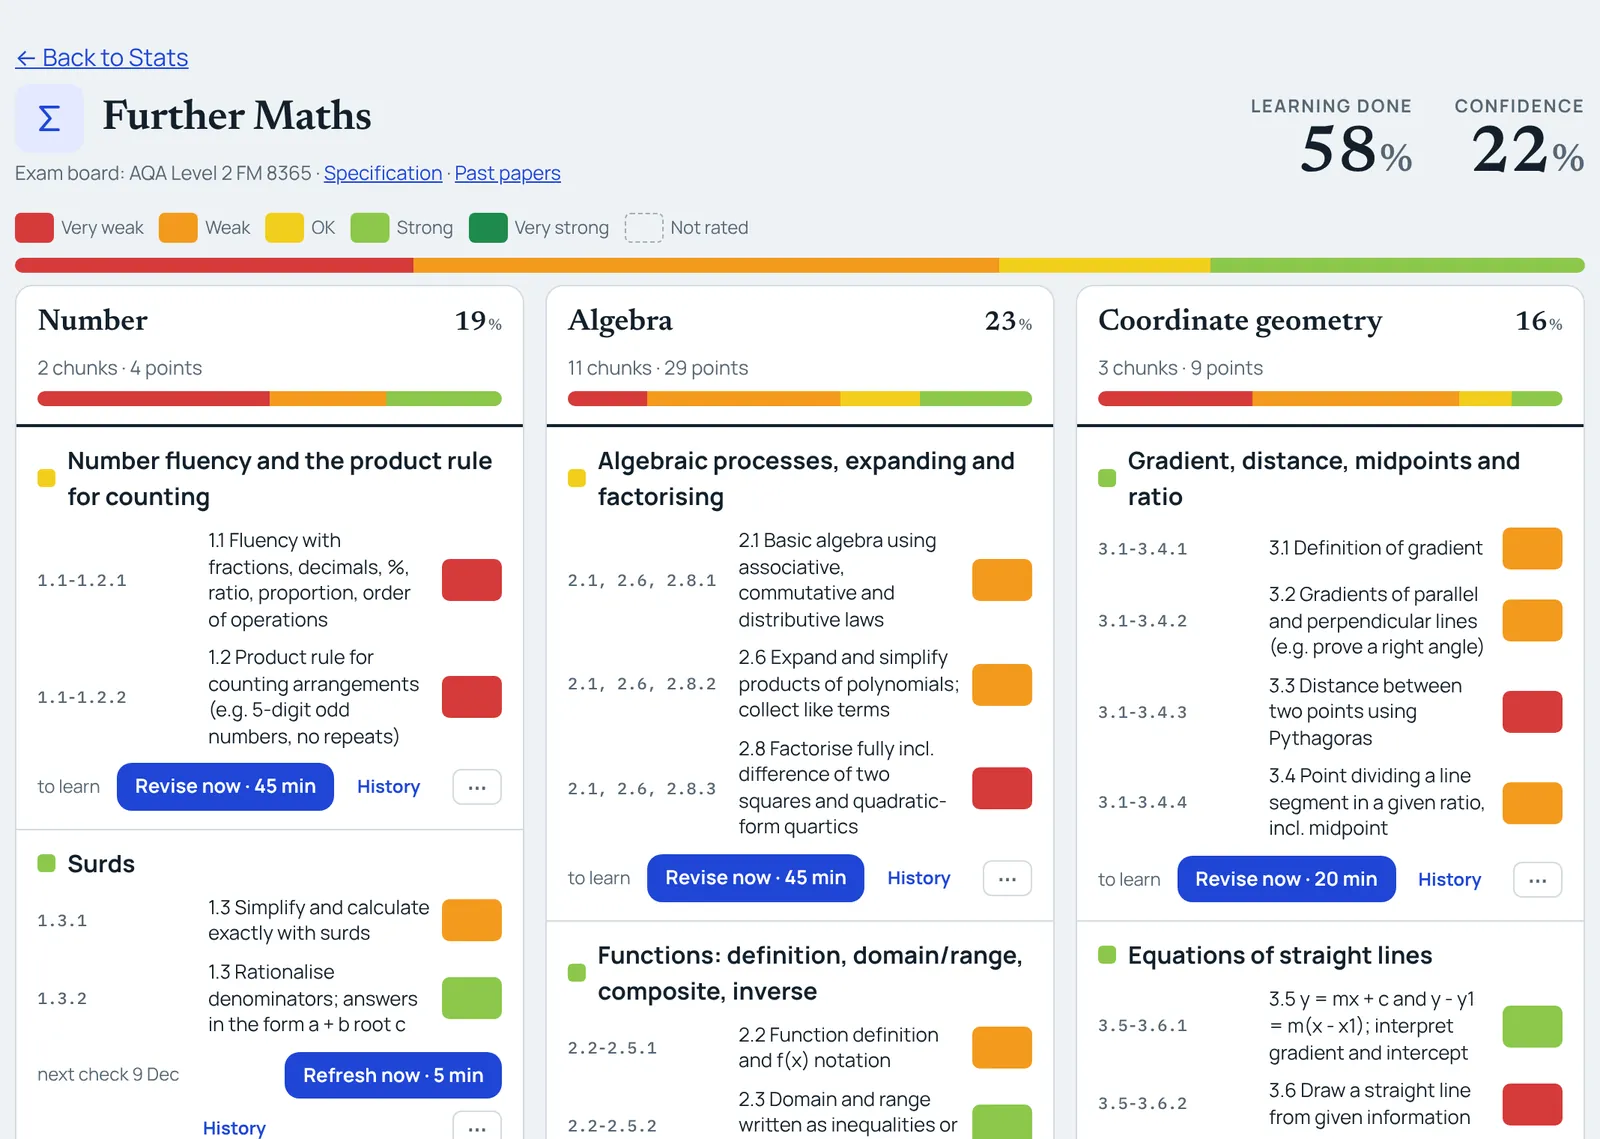 ← Back to Stats
Σ Further Maths
Exam board: AQA Level 2 FM 8365 · Specification · Past papers
LEARNING DONE
58%
CONFIDENCE
22%
Very weak Weak OK Strong Very strong Not rated
Number 19%
2 chunks · 4 points
Number fluency and the product rule
for counting
1.1-1.2.1
1.1 Fluency with
fractions, decimals, %,
ratio, proportion, order
of operations
1.1-1.2.2
1.2 Product rule for
counting arrangements
(e.g. 5-digit odd
numbers, no repeats)
to learn Revise now · 45 min History ...
Surds
1.3.1
1.3 Simplify and calculate
exactly with surds
1.3.2
1.3 Rationalise
denominators; answers
in the form a + b root c
next check 9 Dec Refresh now · 5 min
History ...
Algebra 23%
11 chunks · 29 points
Algebraic processes, expanding and
factorising
2.1, 2.6, 2.8.1
2.1 Basic algebra using
associative,
commutative and
distributive laws
2.1, 2.6, 2.8.2
2.6 Expand and simplify
products of polynomials;
collect like terms
2.1, 2.6, 2.8.3
2.8 Factorise fully incl.
difference of two
squares and quadratic-
form quartics
to learn Revise now · 45 min History ...
Functions: definition, domain/range,
composite, inverse
2.2-2.5.1
2.2 Function definition
and f(x) notation
2.2-2.5.2
2.3 Domain and range
written as inequalities or
Coordinate geometry 16%
3 chunks · 9 points
Gradient, distance, midpoints and
ratio
3.1-3.4.1
3.1 Definition of gradient
3.1-3.4.2
3.2 Gradients of parallel
and perpendicular lines
(e.g. prove a right angle)
3.1-3.4.3
3.3 Distance between
two points using
Pythagoras
3.1-3.4.4
3.4 Point dividing a line
segment in a given ratio,
incl. midpoint
to learn Revise now · 20 min History ...
Equations of straight lines
3.5-3.6.1
3.5 y = mx + c and y - y1
= m(x - x1); interpret
gradient and intercept
3.5-3.6.2
3.6 Draw a straight line
from given information